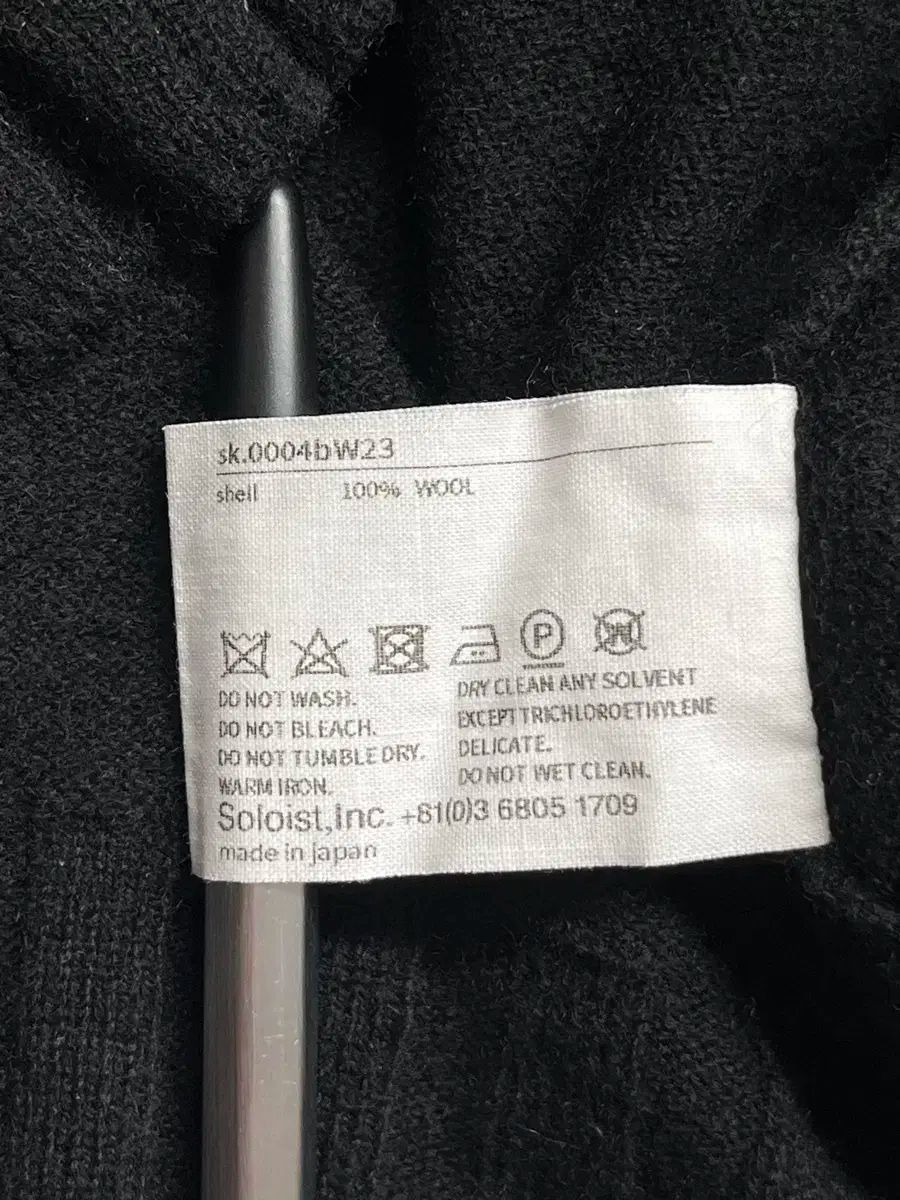 sk.0004bW23
shell 100% WOOL
P W
DO NOT WASH.
DO NOT BLEACH.
DO NOT TUMBLE DRY.
WARM IRON.
DRY CLEAN ANY SOLVENT
EXCEPT TRICHLOROETHYLENE
DELICATE.
DO NOT WET CLEAN.
Soloist,Inc. +81(0)3 6805 1709
made in japan